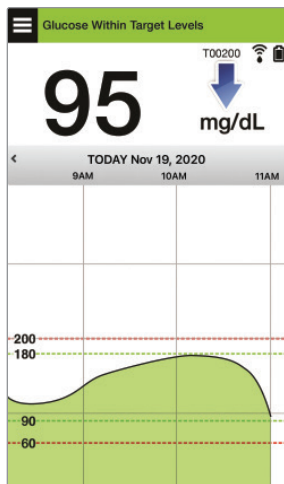 Glucose Within Target Levels
T00200
95
mg/dL
‹ TODAY Nov 19, 2020
9AM 10AM 11AM
200
180
90
60